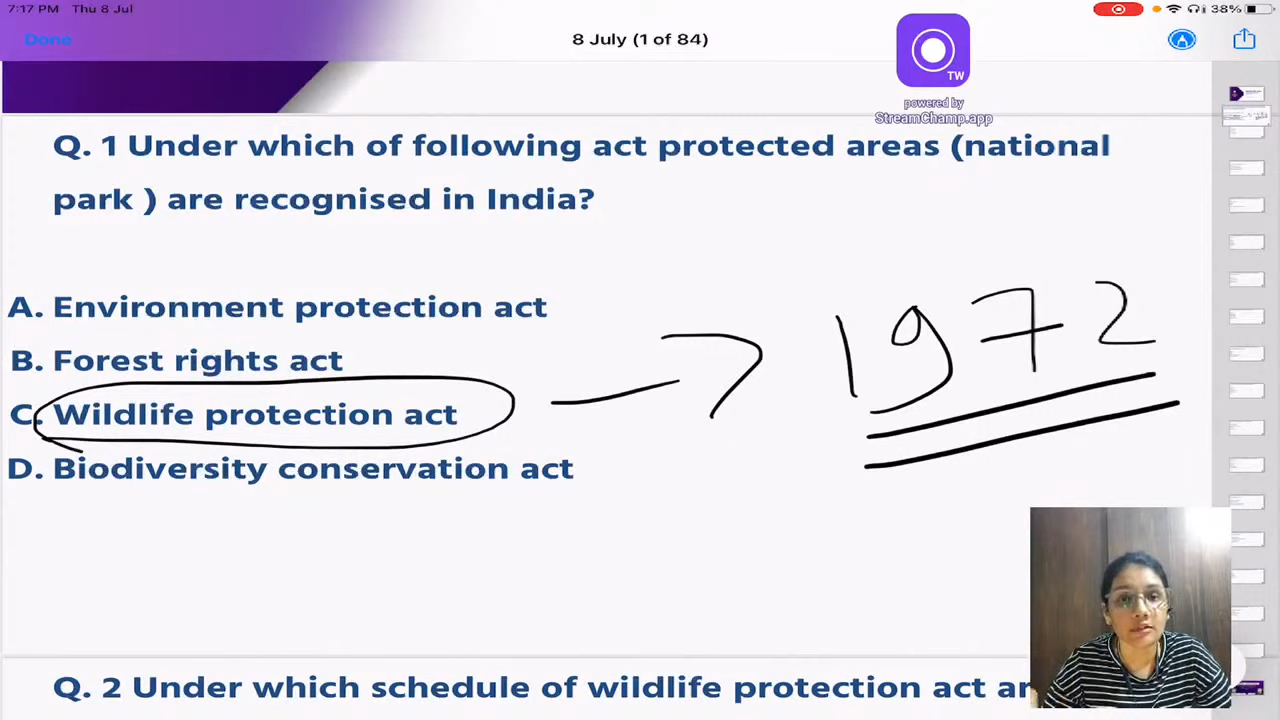 7:17 PM Thu 8 Jul
38%
Done
8 July (1 of 84)
TW
powered by
StreamChamp.app
Q. 1 Under which of following act protected areas (national
park ) are recognised in India?
A. Environment protection act
B. Forest rights act
C. Wildlife protection act
D. Biodiversity conservation act
1972
Q. 2 Under which schedule of wildlife protection act